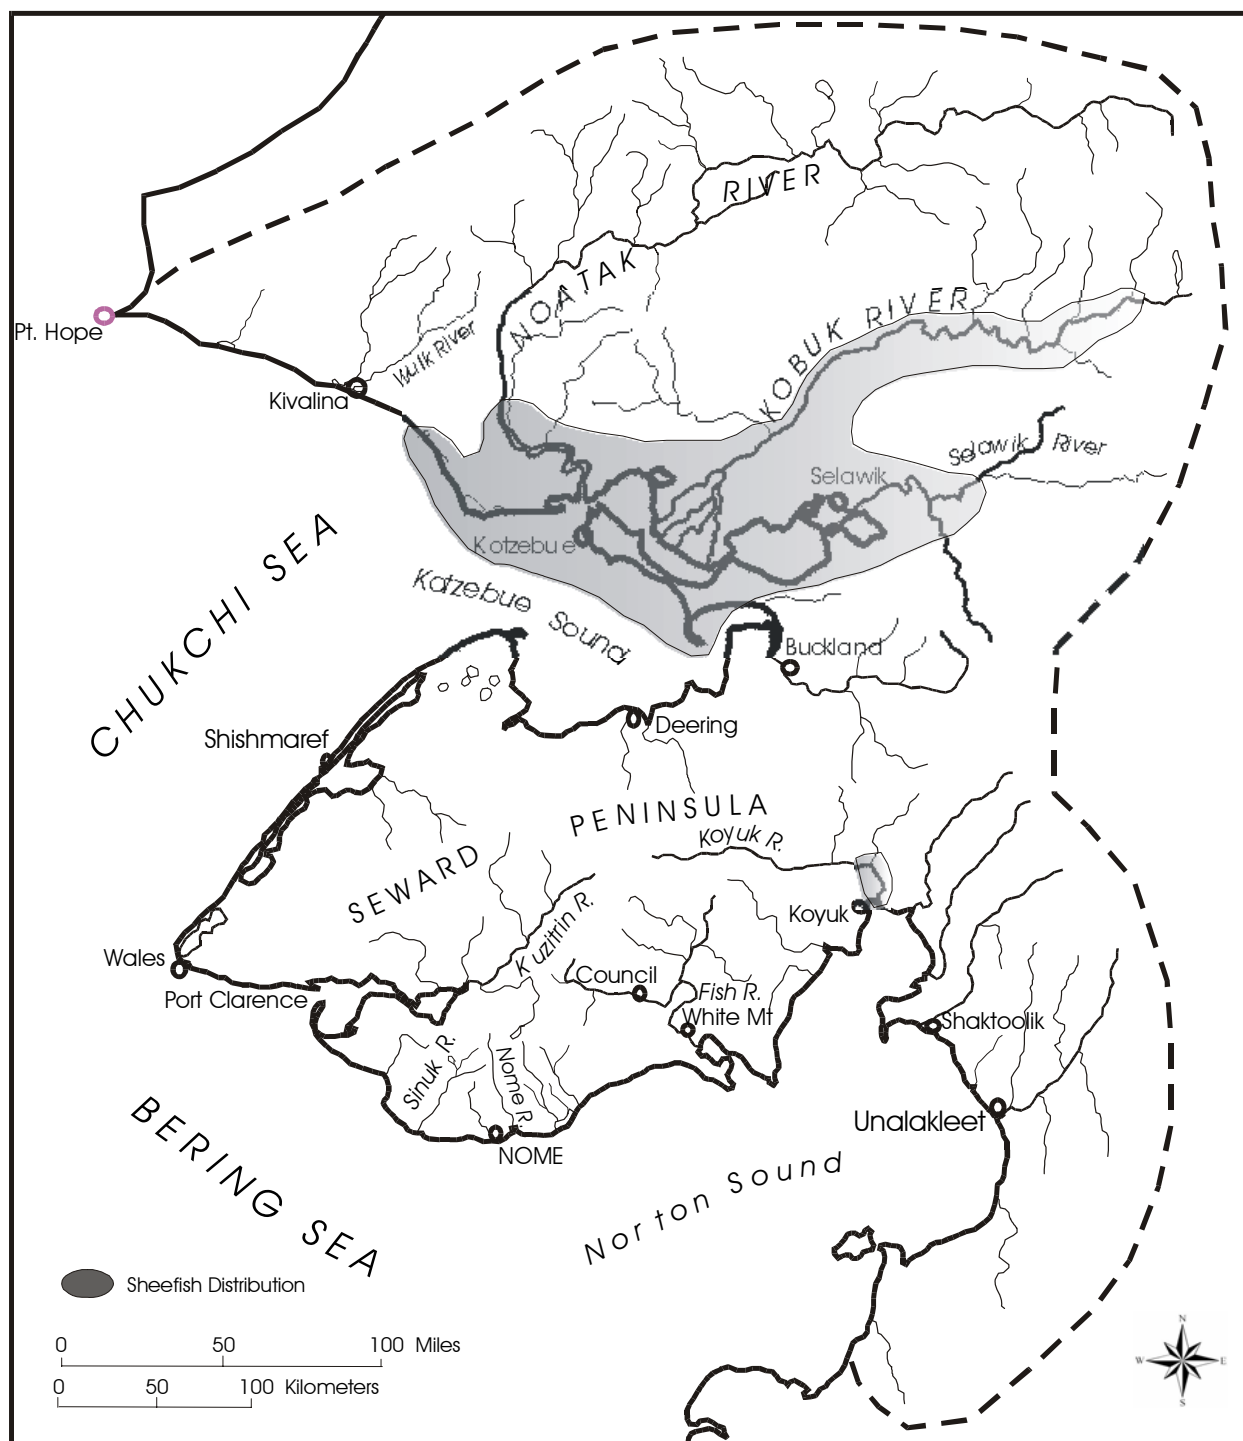 NOATAK RIVER
Pt. Hope
KOBUK RIVER
Wulik River
Kivalina
Selawik River
Selawik
Kotzebue
CHUKCHI SEA
Kotzebue Sound
Buckland
Deering
Shishmaref
SEWARD PENINSULA
Koyuk R.
Koyuk
Kuzitrin R.
Wales
Council
Port Clarence
Fish R.
White Mt
Shaktoolik
Sinuk R.
Nome R.
Unalakleet
NOME
BERING SEA
Norton Sound
Sheefish Distribution
0 50 100 Miles
0 50 100 Kilometers
N
W E
S